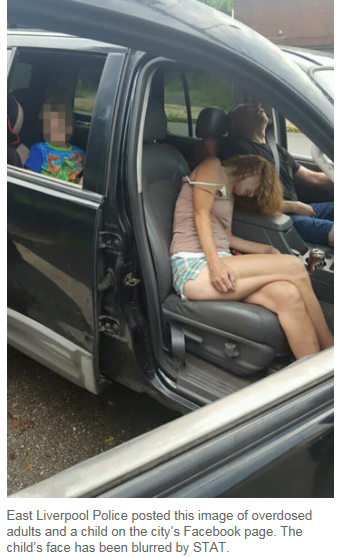 East Liverpool Police posted this image of overdosed
adults and a child on the city's Facebook page. The
child's face has been blurred by STAT.